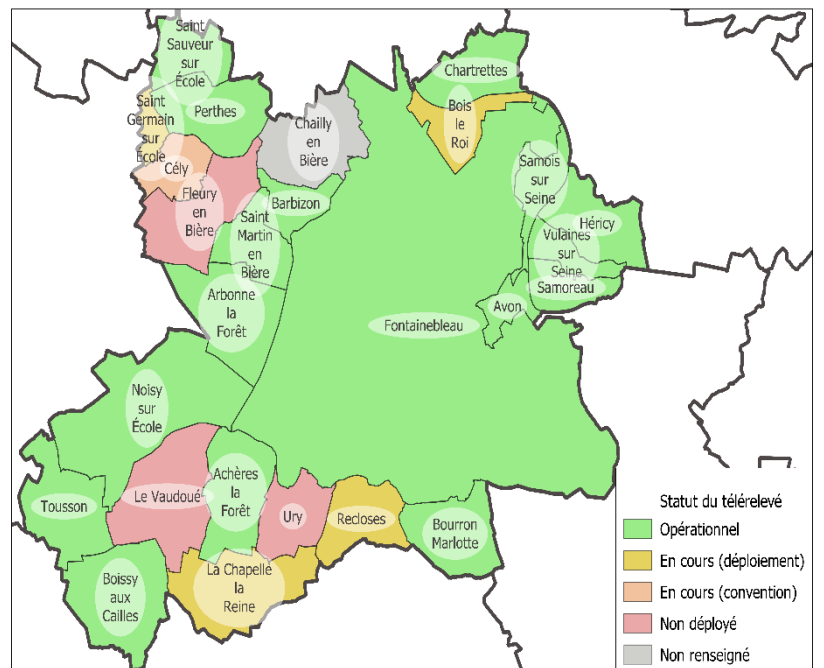 Saint
Sauveur
sur
École
Chartrettes
Saint
Germain
sur
École
Perthes
Bois
le
Roi
Chailly
en
Bière
Cély
Samois
sur
Seine
Fleury
en
Bière
Barbizon
Saint
Martin
en
Bière
Héricy
Vulaines
sur
Seine
Samoreau
Arbonne
la
Forêt
Avon
Fontainebleau
Noisy
sur
École
Achères
la
Forêt
Le Vaudoué
Tousson
Ury
Recloses
Bourron
Marlotte
La Chapelle
la
Reine
Boissy
aux
Cailles
Statut du télérelevé
Opérationnel
En cours (déploiement)
En cours (convention)
Non déployé
Non renseigné